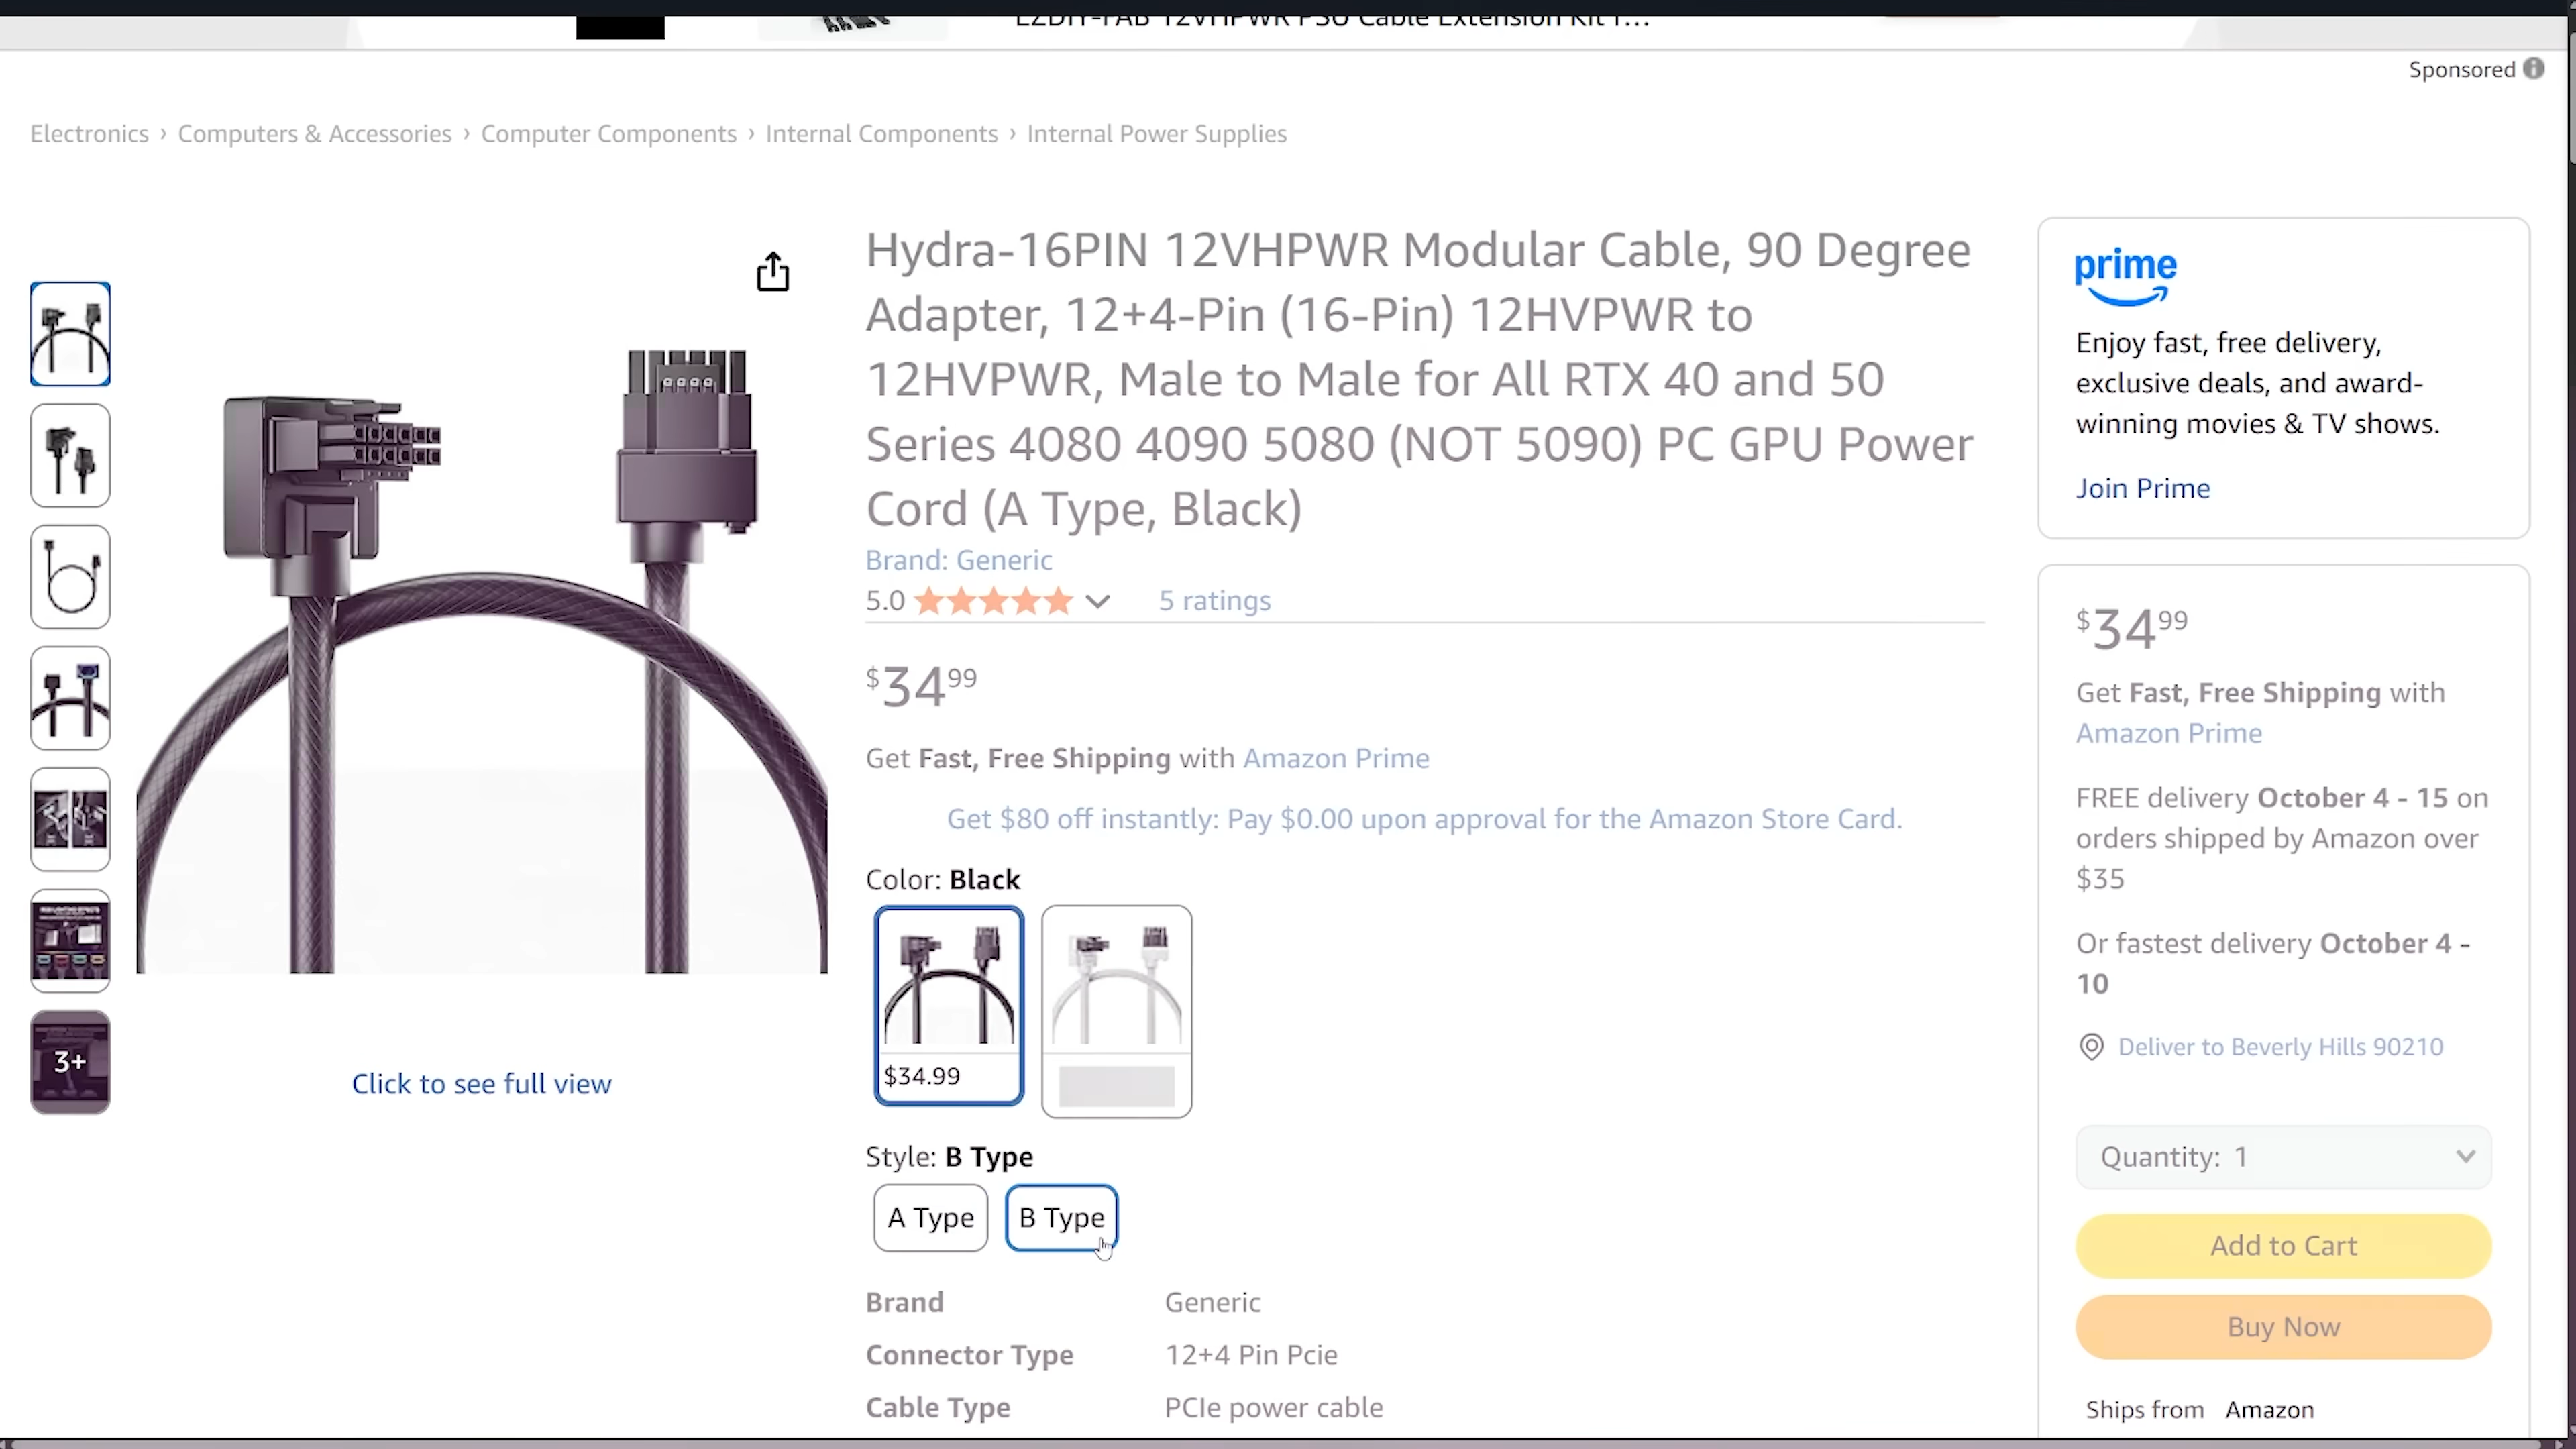 EZDIY-FAB 12VHPWR PSU Cable Extension Kit f...
Sponsored
Electronics › Computers & Accessories › Computer Components › Internal Components › Internal Power Supplies
Hydra-16PIN 12VHPWR Modular Cable, 90 Degree
Adapter, 12+4-Pin (16-Pin) 12HVPWR to
12HVPWR, Male to Male for All RTX 40 and 50
Series 4080 4090 5080 (NOT 5090) PC GPU Power
Cord (A Type, Black)
Brand: Generic
5.0
5 ratings
$34 99
Get Fast, Free Shipping with Amazon Prime
Get $80 off instantly: Pay $0.00 upon approval for the Amazon Store Card.
Color: Black
$34.99
Style: B Type
A Type
B Type
Brand Generic
Connector Type 12+4 Pin Pcie
Cable Type PCIe power cable
3+
Click to see full view
prime
Enjoy fast, free delivery,
exclusive deals, and award-
winning movies & TV shows.
Join Prime
$34 99
Get Fast, Free Shipping with
Amazon Prime
FREE delivery October 4 - 15 on
orders shipped by Amazon over
$35
Or fastest delivery October 4 -
10
Deliver to Beverly Hills 90210
Quantity: 1
Add to Cart
Buy Now
Ships from Amazon